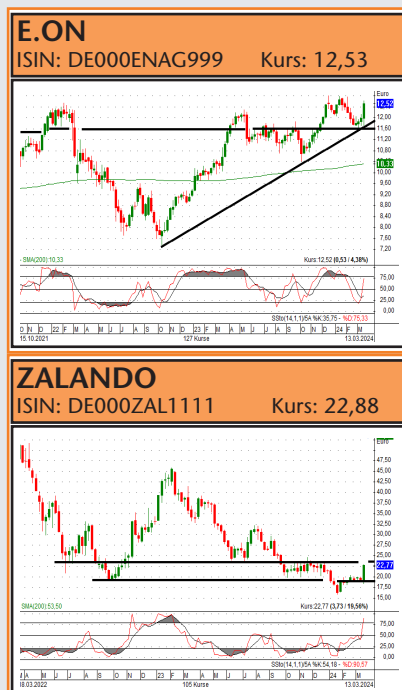 E.ON
ISIN: DE000ENAG999 Kurs: 12,53
Euro
12,52
12,00
11,50
11,00
10,33
10,00
9,60
9,20
8,80
8,40
8,00
7,60
7,20
- SMA(200):10,33 Kurs:12,52 (0,53 / 4,38%)
75,00
50,00
25,00
0,00
SSto(14,1,1)/5A %K:35,75 - %D:75,33
O N D 22 F M A M J J A S O N D 23 F M A M J J A S O N D 24 F M
15.10.2021 127 Kurse 13.03.2024
ZALANDO
ISIN: DE000ZAL1111 Kurs: 22,88
Euro
47,50
45,00
42,50
40,00
37,50
35,00
32,50
30,00
27,50
25,00
22,77
20,00
17,50
15,00
SMA(200):53,50 Kurs:22,77 (3,73 / 19,56%)
75,00
50,00
25,00
0,00
SSto(14,1,1)/5A %K:54,18 - %D:90,57
A M J J A S O N D 23 F M A M J J A S O N D 24 F M
18.03.2022 105 Kurse 13.03.2024